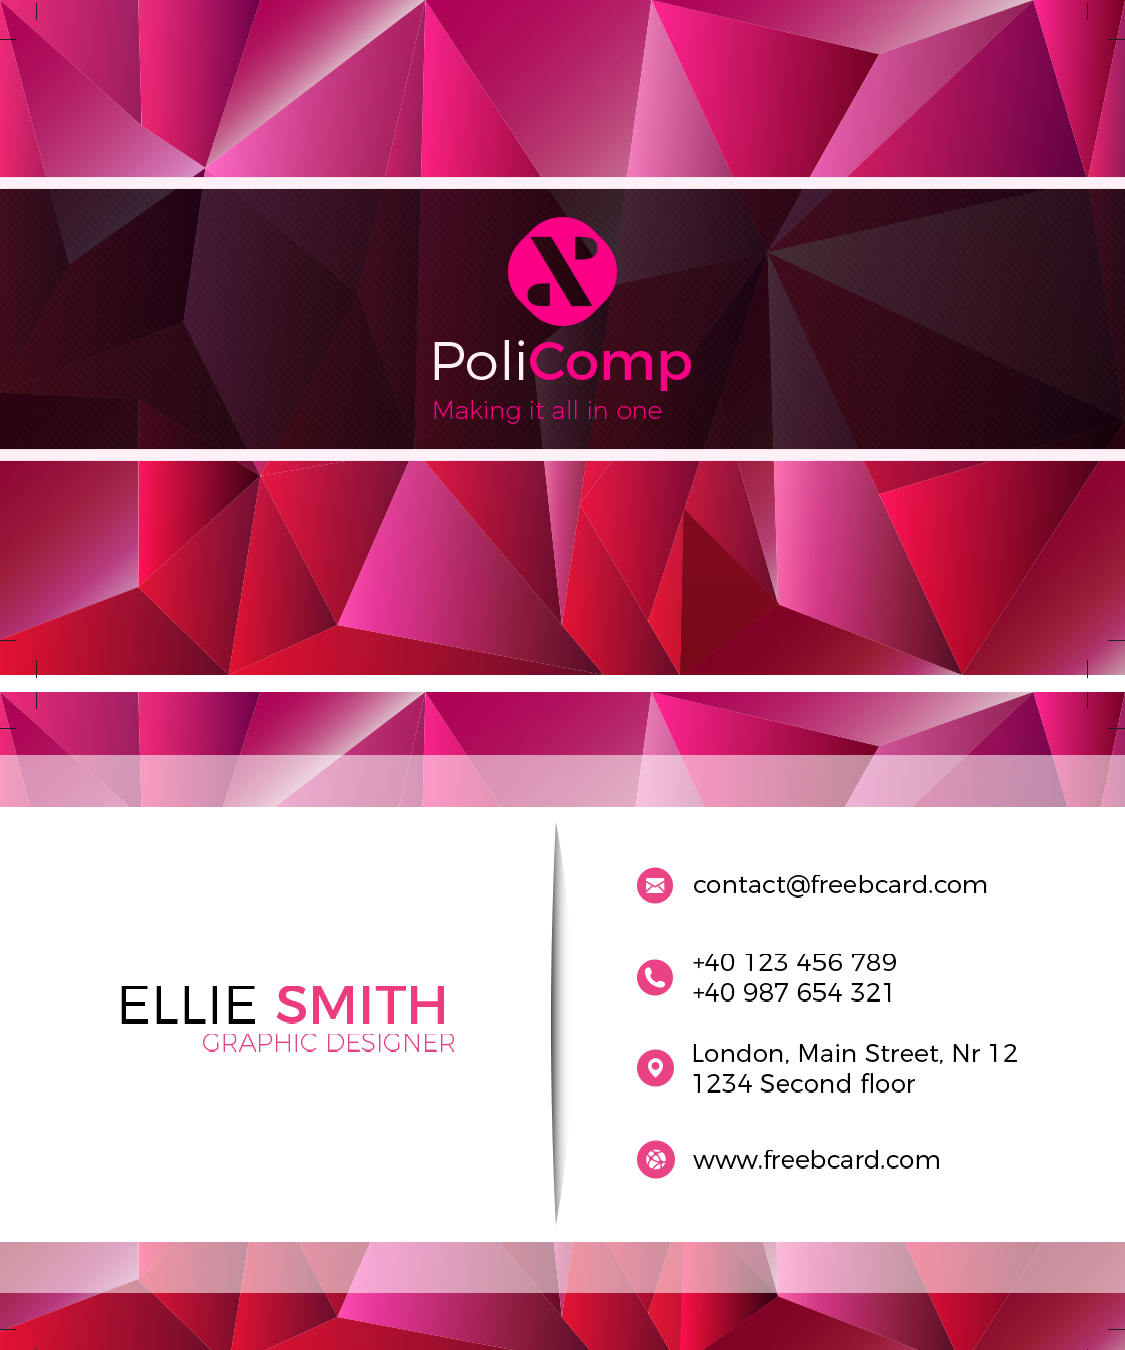 PoliComp
Making it all in one
ELLIE SMITH
GRAPHIC DESIGNER
contact@freebcard.com
+40 123 456 789
+40 987 654 321
London, Main Street, Nr 12
1234 Second floor
www.freebcard.com